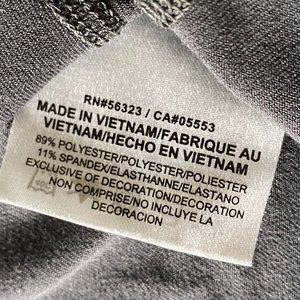 RN#56323 / CA#05553
MADE IN VIETNAM/FABRIQUE AU
VIETNAM/HECHO EN VIETNAM
89% POLYESTER/POLYESTER/POLIESTER
11% SPANDEX/ELASTHANNE/ELASTANO
EXCLUSIVE OF DECORATION/DECORATION
NON COMPRISE/NO INCLUYE LA
DECORACION